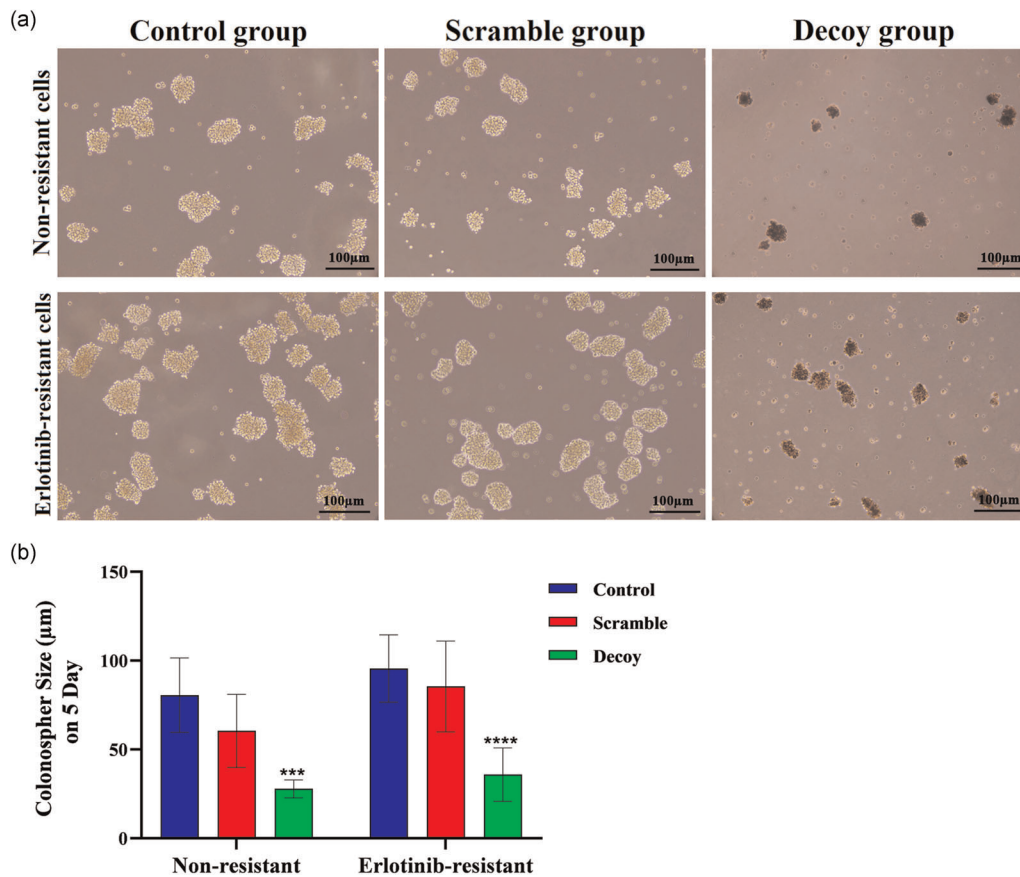 (a)
Control group
Scramble group
Decoy group
Non-resistant cells
100µm
100µm
100µm
Erlotinib-resistant cells
100µm
100µm
100µm
(b)
Colonospher Size (µm)
on 5 Day
150
100
50
0
***
****
Non-resistant
Erlotinib-resistant
Control
Scramble
Decoy